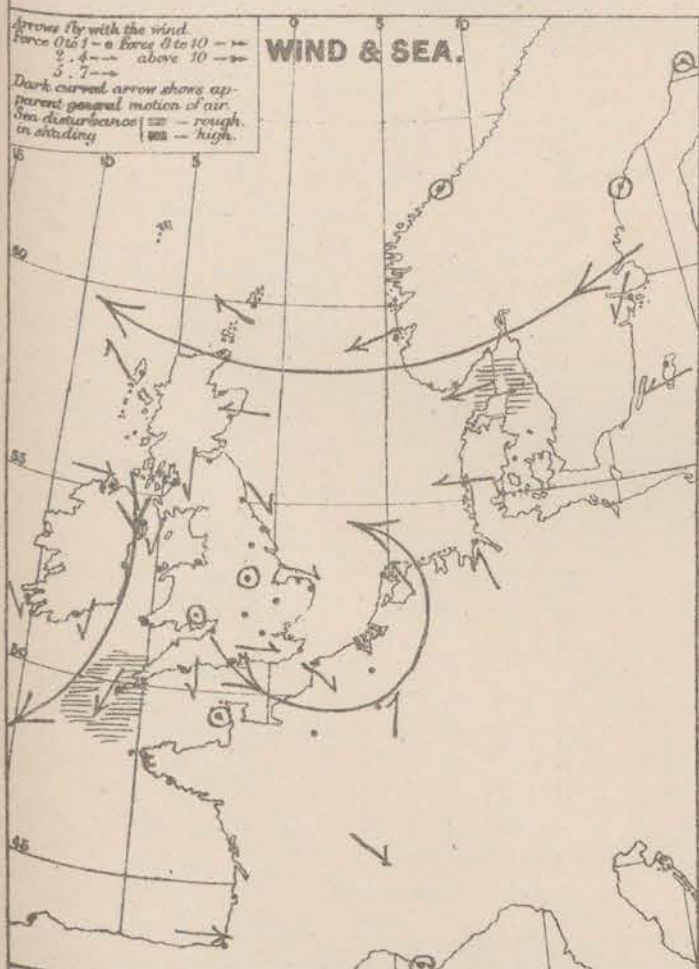 0 5 10
WIND & SEA.
Arrows fly with the wind.
Force 0 to 1 – Force 8 to 10 –
2 . 4 – above 10 –
5 . 7 –
Dark curved arrow shows ap-
parent general motion of air.
Sea disturbance – rough.
in shading – high.
15 10 5
60
55
50
45